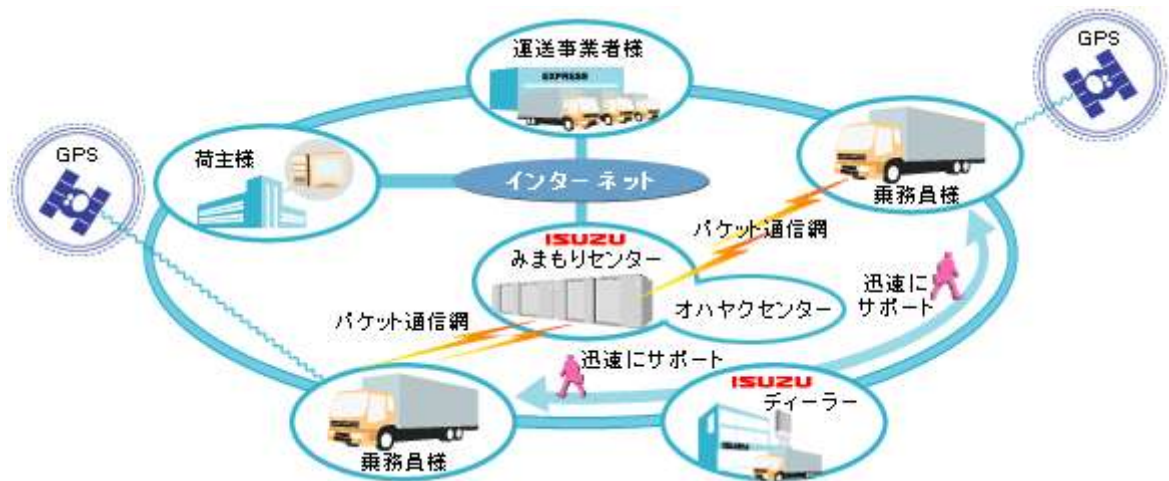 GPS
運送事業者様
EXPRESS
GPS
荷主様
インターネット
乗務員様
パケット通信網
ISUZU
みまもりセンター
オハヤクセンター
迅速に
サポート
パケット通信網
迅速にサポート
ISUZU
ディーラー
ISUZU
乗務員様